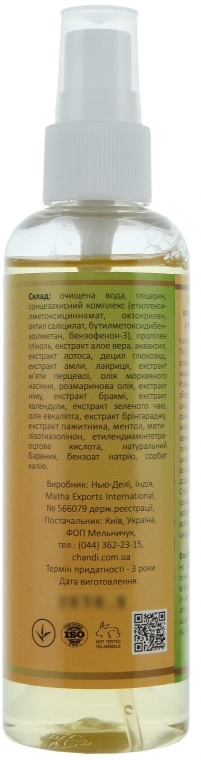 Склад: очищена вода, гліцерин,
сонцезахисний комплекс (етилгекси-
лметоксициннамат, октокрилен,
октил саліцилат, бутилметоксидибен-
зоілметан, бензофенон-3), пропілен
гліколь, екстракт алое вера, аквасил,
екстракт лотоса, децил глюкозид,
екстракт амли, лакриця, екстракт
м'яти перцевої, олія морквяного
насіння, розмаринова олія, екстракт
німу, екстракт брахмі, екстракт
календули, екстракт зеленого чаю,
олія евкаліпта, екстракт брінгараджу,
екстракт пажитника, ментол, мети-
лізотіазолінон, етилендиамінтетра-
оцтова кислота, натуральний
барвник, бензоат натрію, сорбат
калію.
Виробник: Нью-Делі, Індія,
Matha Exports International,
№ 566079 держ.реєстрації,
Постачальник: Київ, Україна,
ФОП Мельничук,
тел.: (044) 362-23-15,
chandi.com.ua
Термін придатності - 3 роки
Дата виготовлення:
ISO
NOT TESTED
ON ANIMALS